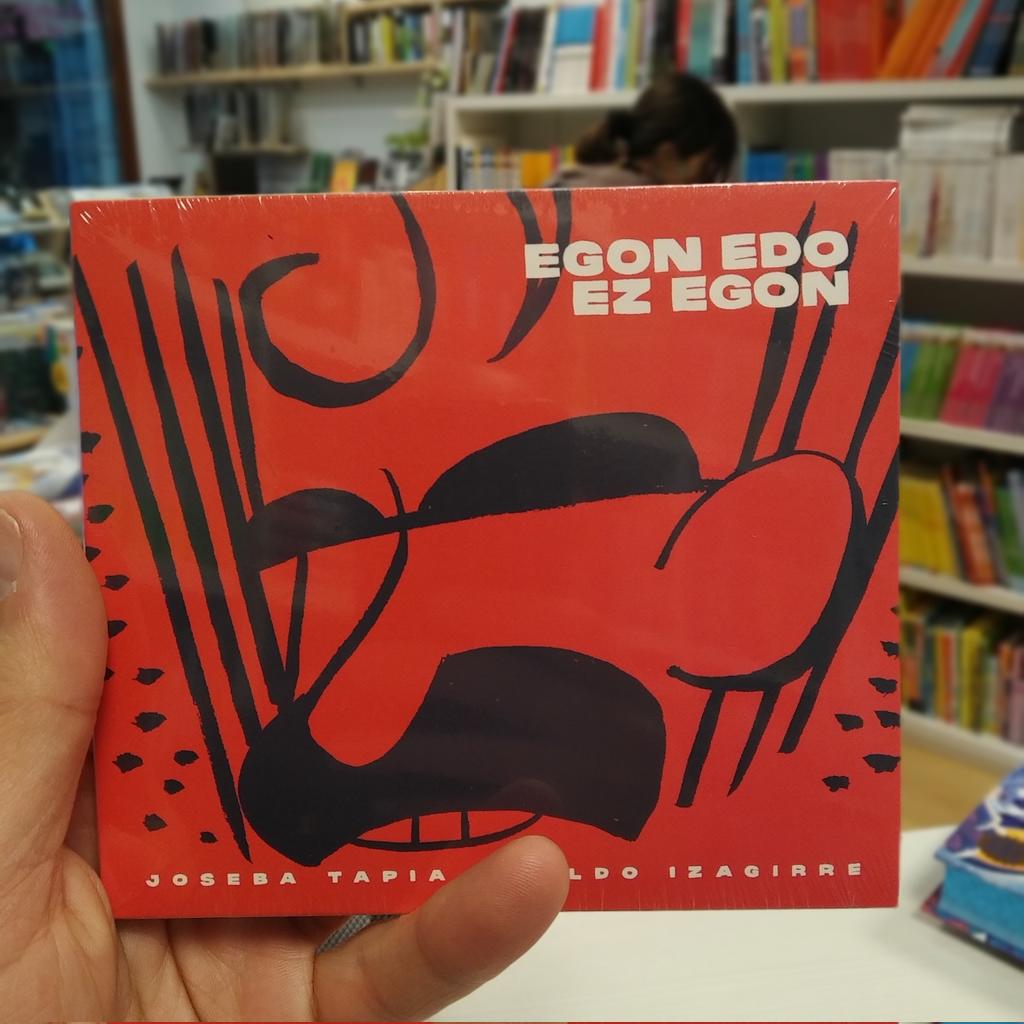 EGON EDO
EZ EGON
JOSEBA TAPIA LDO IZAGIRRE